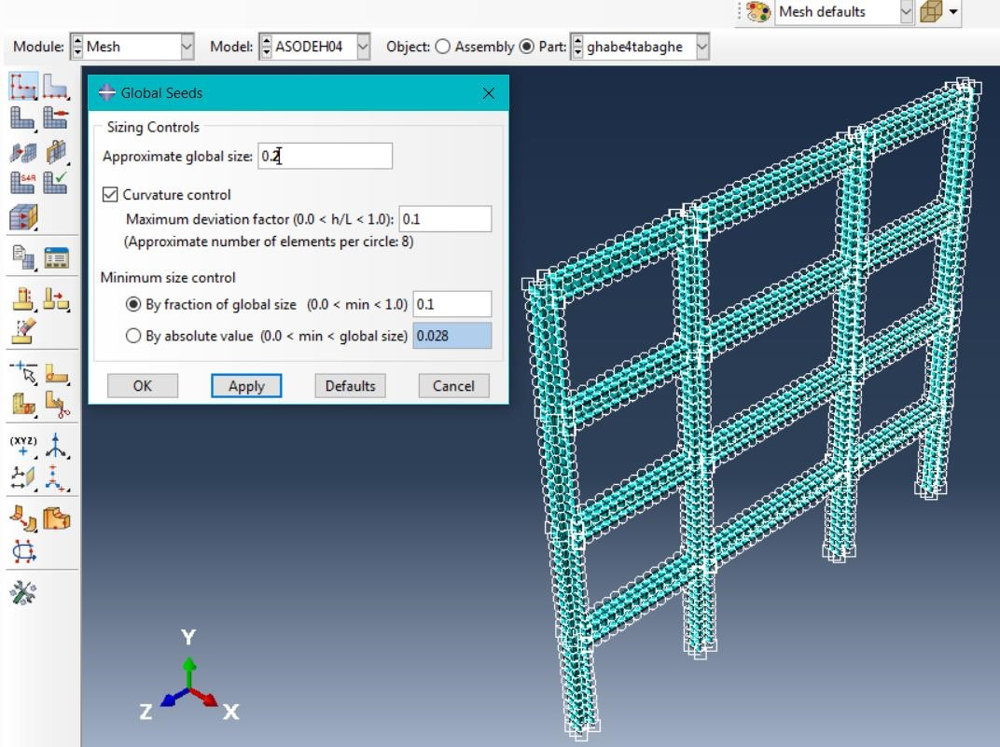 Mesh defaults
Module: Mesh Model: ASODEH04 Object: Assembly Part: ghabe4tabaghe
Global Seeds
Sizing Controls
Approximate global size: 0.2
Curvature control
Maximum deviation factor (0.0 < h/L < 1.0): 0.1
(Approximate number of elements per circle: 8)
Minimum size control
By fraction of global size (0.0 < min < 1.0) 0.1
By absolute value (0.0 < min < global size) 0.028
OK Apply Defaults Cancel
S4R
(XYZ)
Y
Z X